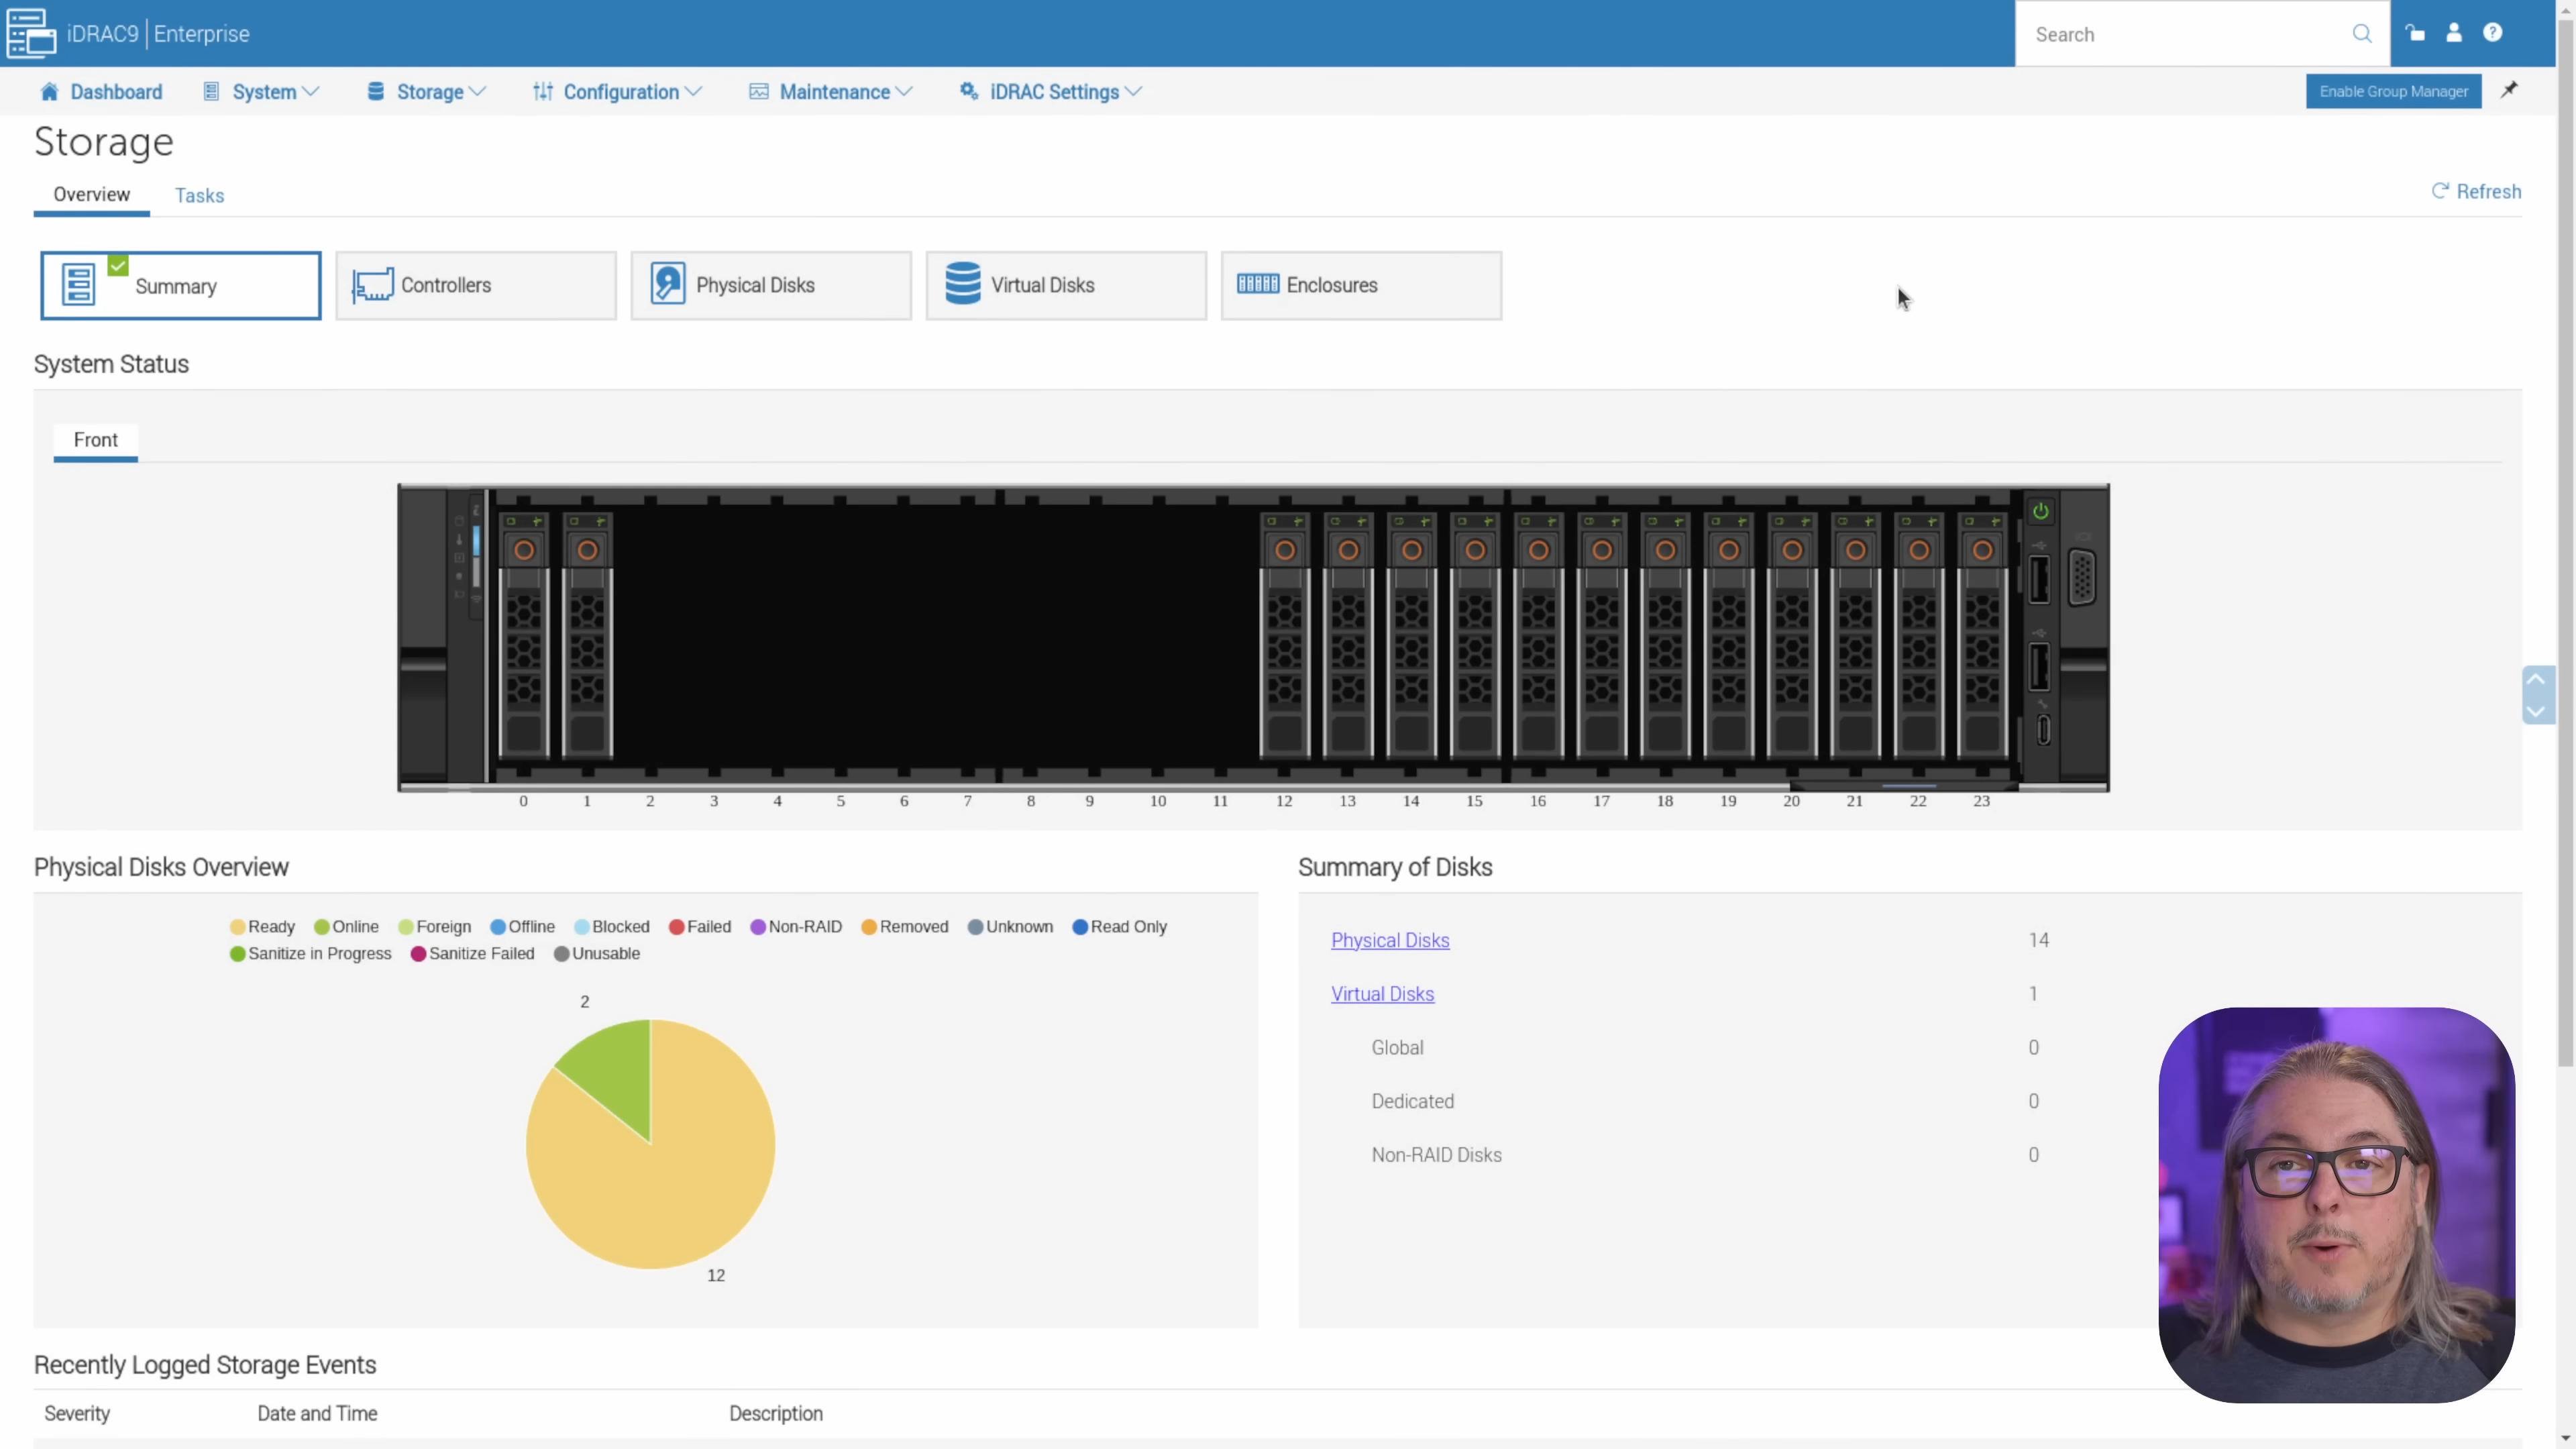 iDRAC9 | Enterprise
Search
Dashboard System Storage Configuration Maintenance iDRAC Settings Enable Group Manager
Storage
Overview Tasks Refresh
Summary Controllers Physical Disks Virtual Disks Enclosures
System Status
Front
0 1 2 3 4 5 6 7 8 9 10 11 12 13 14 15 16 17 18 19 20 21 22 23
Physical Disks Overview
Ready Online Foreign Offline Blocked Failed Non-RAID Removed Unknown Read Only
Sanitize in Progress Sanitize Failed Unusable
2
12
Summary of Disks
Physical Disks 14
Virtual Disks 1
Global 0
Dedicated 0
Non-RAID Disks 0
Recently Logged Storage Events
Severity Date and Time Description